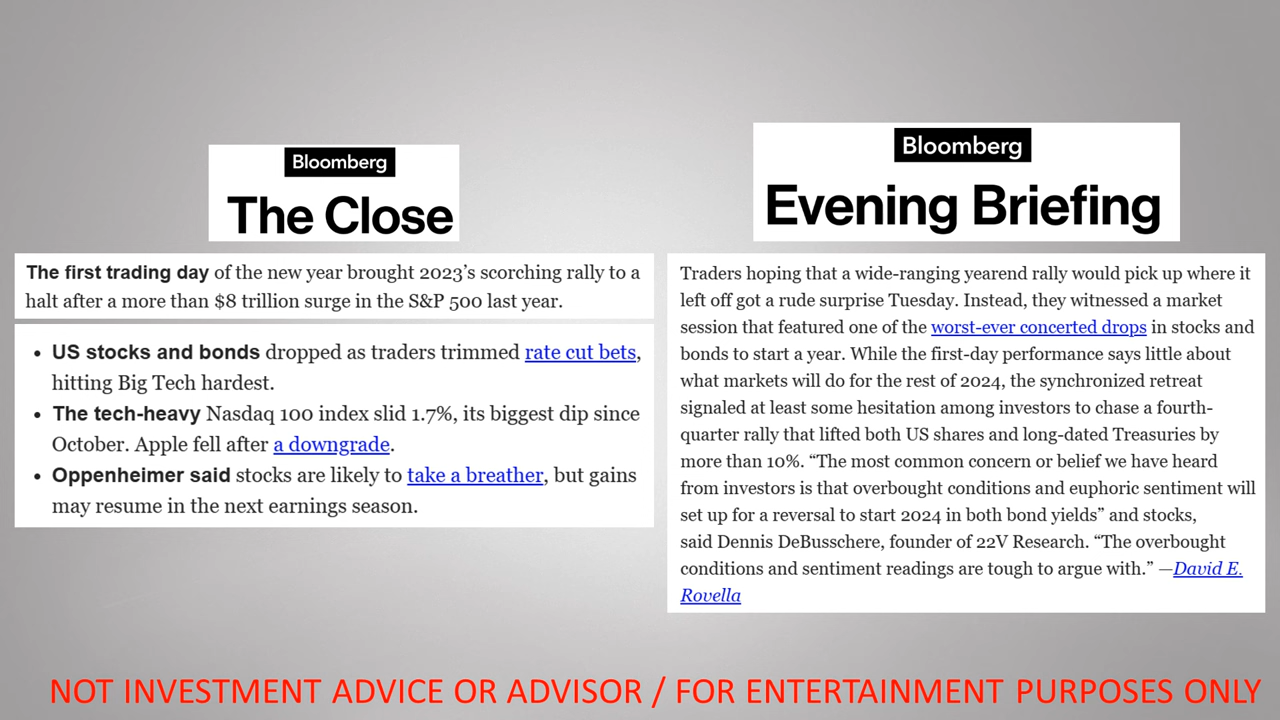 Bloomberg
The Close
The first trading day of the new year brought 2023’s scorching rally to a
halt after a more than $8 trillion surge in the S&P 500 last year.
• US stocks and bonds dropped as traders trimmed rate cut bets,
hitting Big Tech hardest.
• The tech-heavy Nasdaq 100 index slid 1.7%, its biggest dip since
October. Apple fell after a downgrade.
• Oppenheimer said stocks are likely to take a breather, but gains
may resume in the next earnings season.
Bloomberg
Evening Briefing
Traders hoping that a wide-ranging yearend rally would pick up where it
left off got a rude surprise Tuesday. Instead, they witnessed a market
session that featured one of the worst-ever concerted drops in stocks and
bonds to start a year. While the first-day performance says little about
what markets will do for the rest of 2024, the synchronized retreat
signaled at least some hesitation among investors to chase a fourth-
quarter rally that lifted both US shares and long-dated Treasuries by
more than 10%. “The most common concern or belief we have heard
from investors is that overbought conditions and euphoric sentiment will
set up for a reversal to start 2024 in both bond yields” and stocks,
said Dennis DeBusschere, founder of 22V Research. “The overbought
conditions and sentiment readings are tough to argue with.” —David E.
Rovella
NOT INVESTMENT ADVICE OR ADVISOR / FOR ENTERTAINMENT PURPOSES ONLY